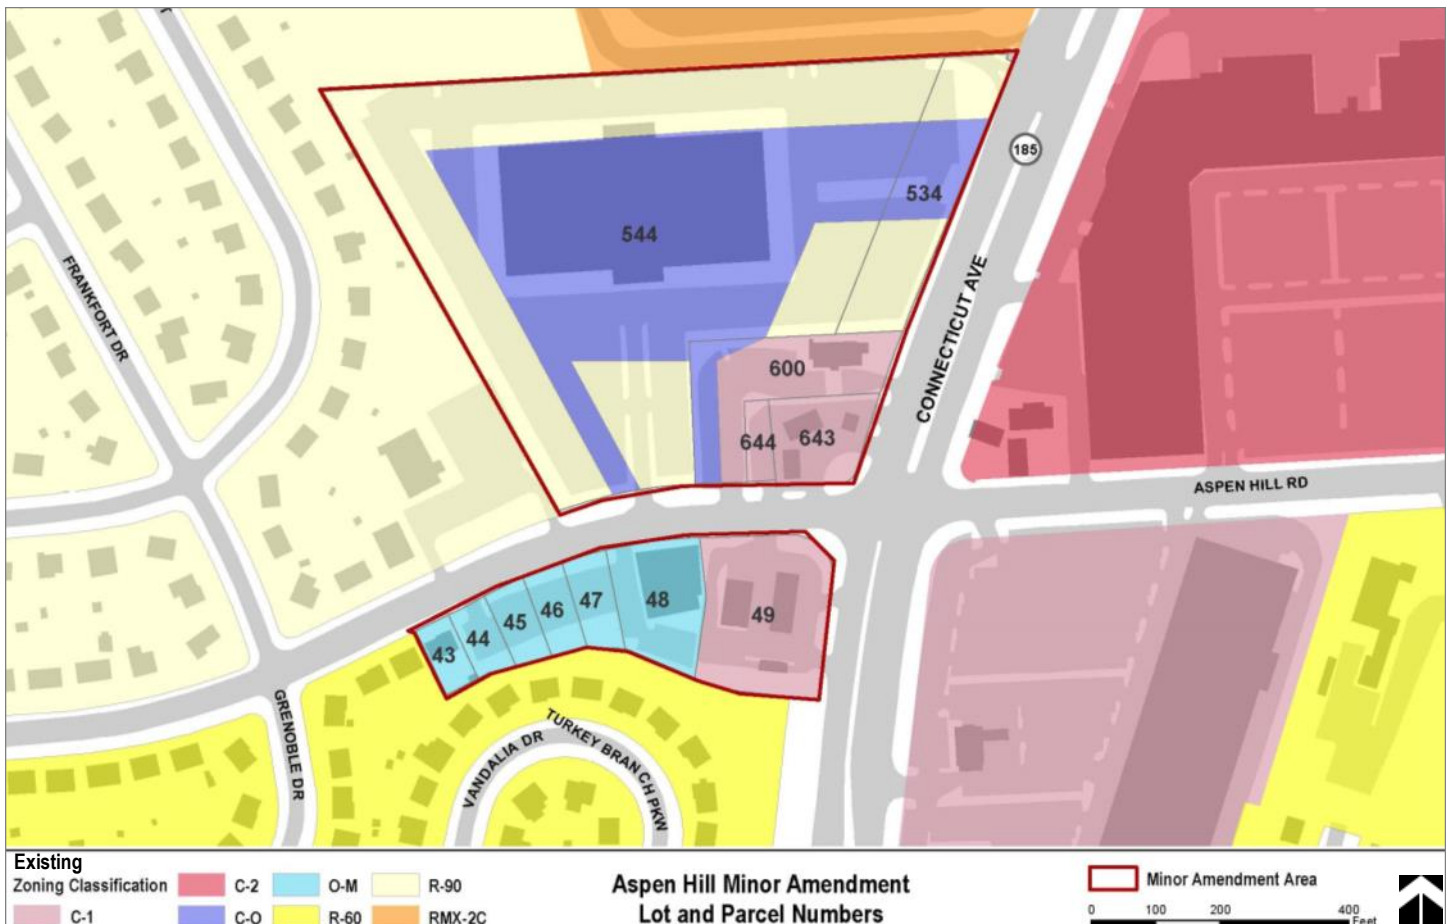 185
534
544
FRANKFORT DR
CONNECTICUT AVE
600
644
643
ASPEN HILL RD
43
44
45
46
47
48
49
GRENOBLE DR
VANDALIA DR
TURKEY BRANCH PKW
Existing
Zoning Classification
C-2
O-M
R-90
C-1
C-O
R-60
RMX-2C
Aspen Hill Minor Amendment
Lot and Parcel Numbers
Minor Amendment Area
0 100 200 400
Feet